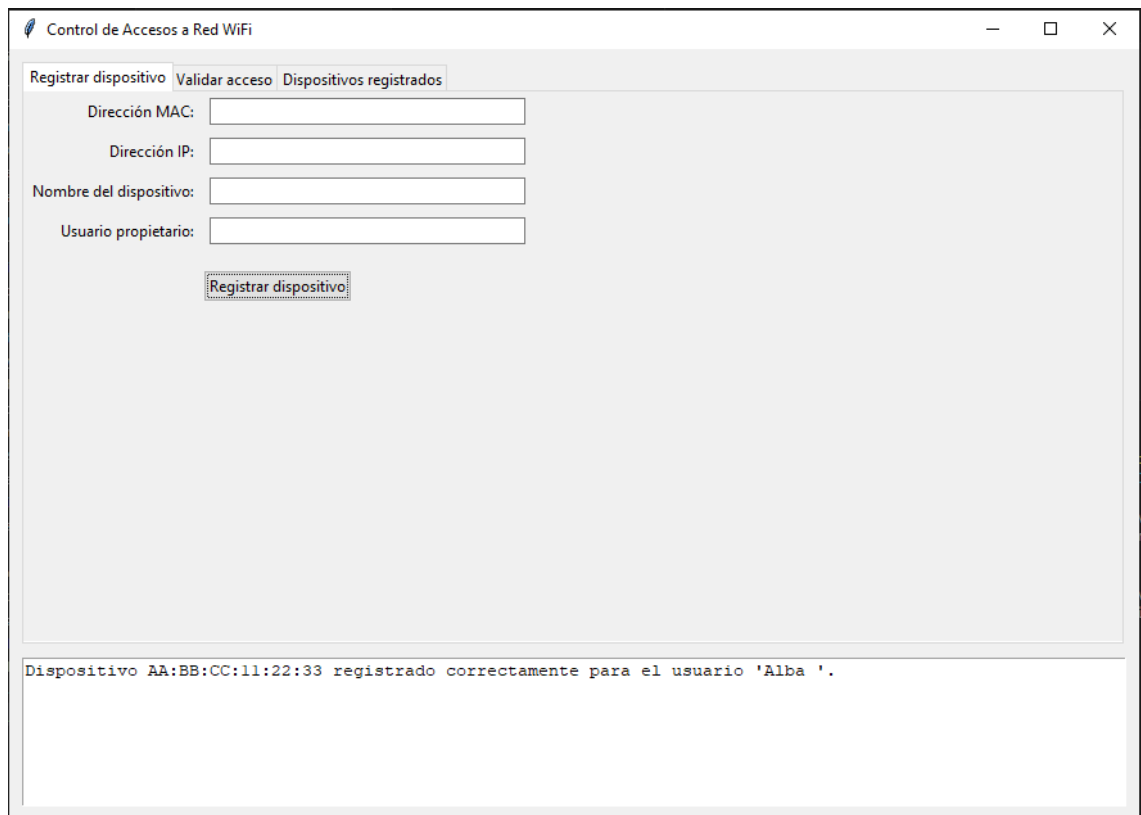 Control de Accesos a Red WiFi
Registrar dispositivo Validar acceso Dispositivos registrados
Dirección MAC:
Dirección IP:
Nombre del dispositivo:
Usuario propietario:
Registrar dispositivo
Dispositivo AA:BB:CC:11:22:33 registrado correctamente para el usuario 'Alba '.